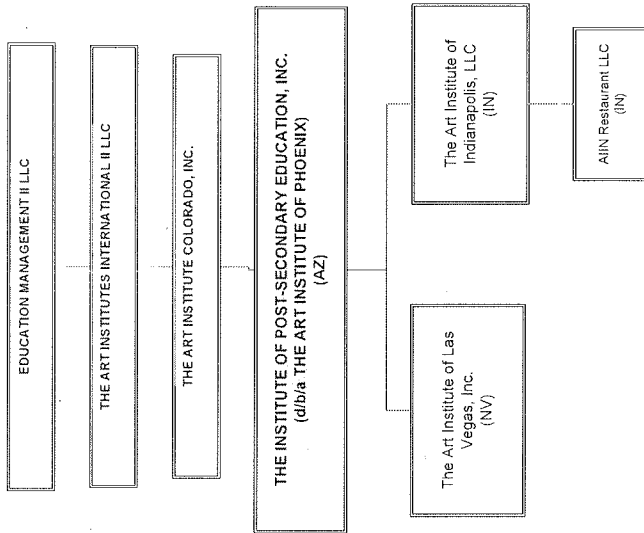 EDUCATION MANAGEMENT II LLC
THE ART INSTITUTES INTERNATIONAL II LLC
THE ART INSTITUTE COLORADO, INC.
THE INSTITUTE OF POST-SECONDARY EDUCATION, INC.
(d/b/a THE ART INSTITUTE OF PHOENIX)
(AZ)
The Art Institute of Las
Vegas, Inc.
(NV)
The Art Institute of
Indianapolis, LLC
(IN)
AIIN Restaurant LLC
(IN)